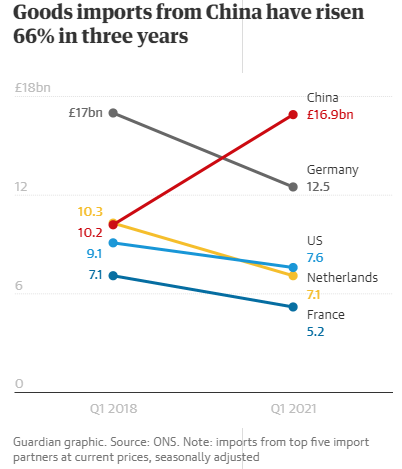 Goods imports from China have risen
66% in three years
£18bn
China
£17bn
£16.9bn
Germany
12.5
12
10.3
10.2
9.1
US
7.6
7.1
Netherlands
7.1
6
France
5.2
0
Q1 2018
Q1 2021
Guardian graphic. Source: ONS. Note: imports from top five import
partners at current prices, seasonally adjusted